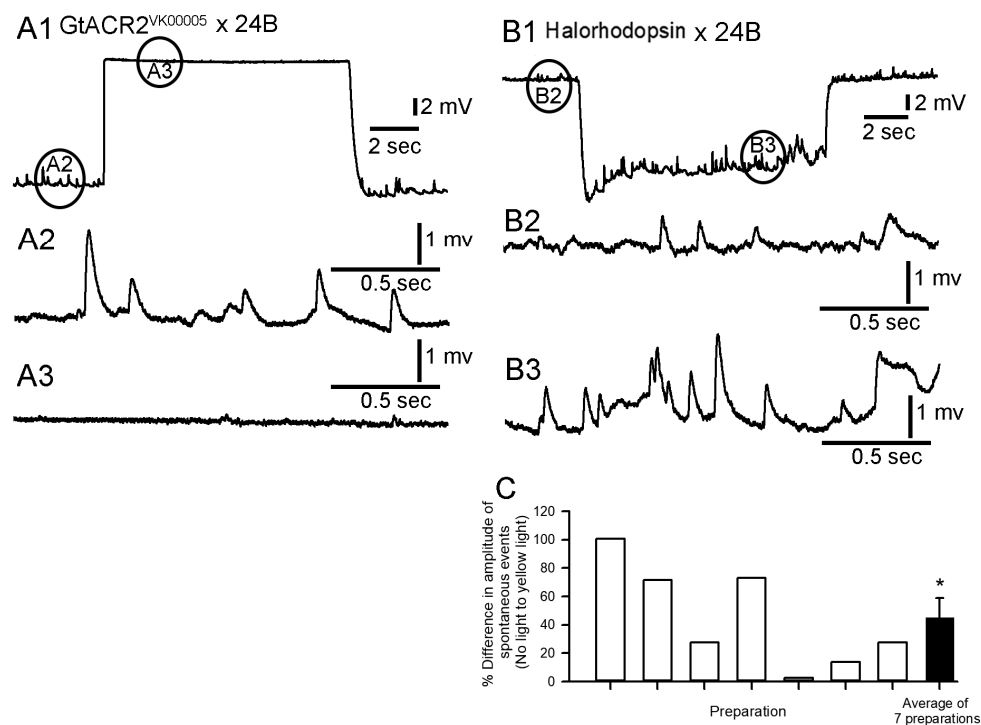 A1 GtACR2VK00005 x 24B
A3
A2
2 mV
2 sec
A2
1 mv
0.5 sec
A3
1 mv
0.5 sec
B1 Halorhodopsin x 24B
B2
B3
2 mV
2 sec
B2
1 mv
0.5 sec
B3
1 mv
0.5 sec
C
% Difference in amplitude of
spontaneous events
(No light to yellow light)
120
100
80
60
40
20
0
*
Preparation
Average of
7 preparations